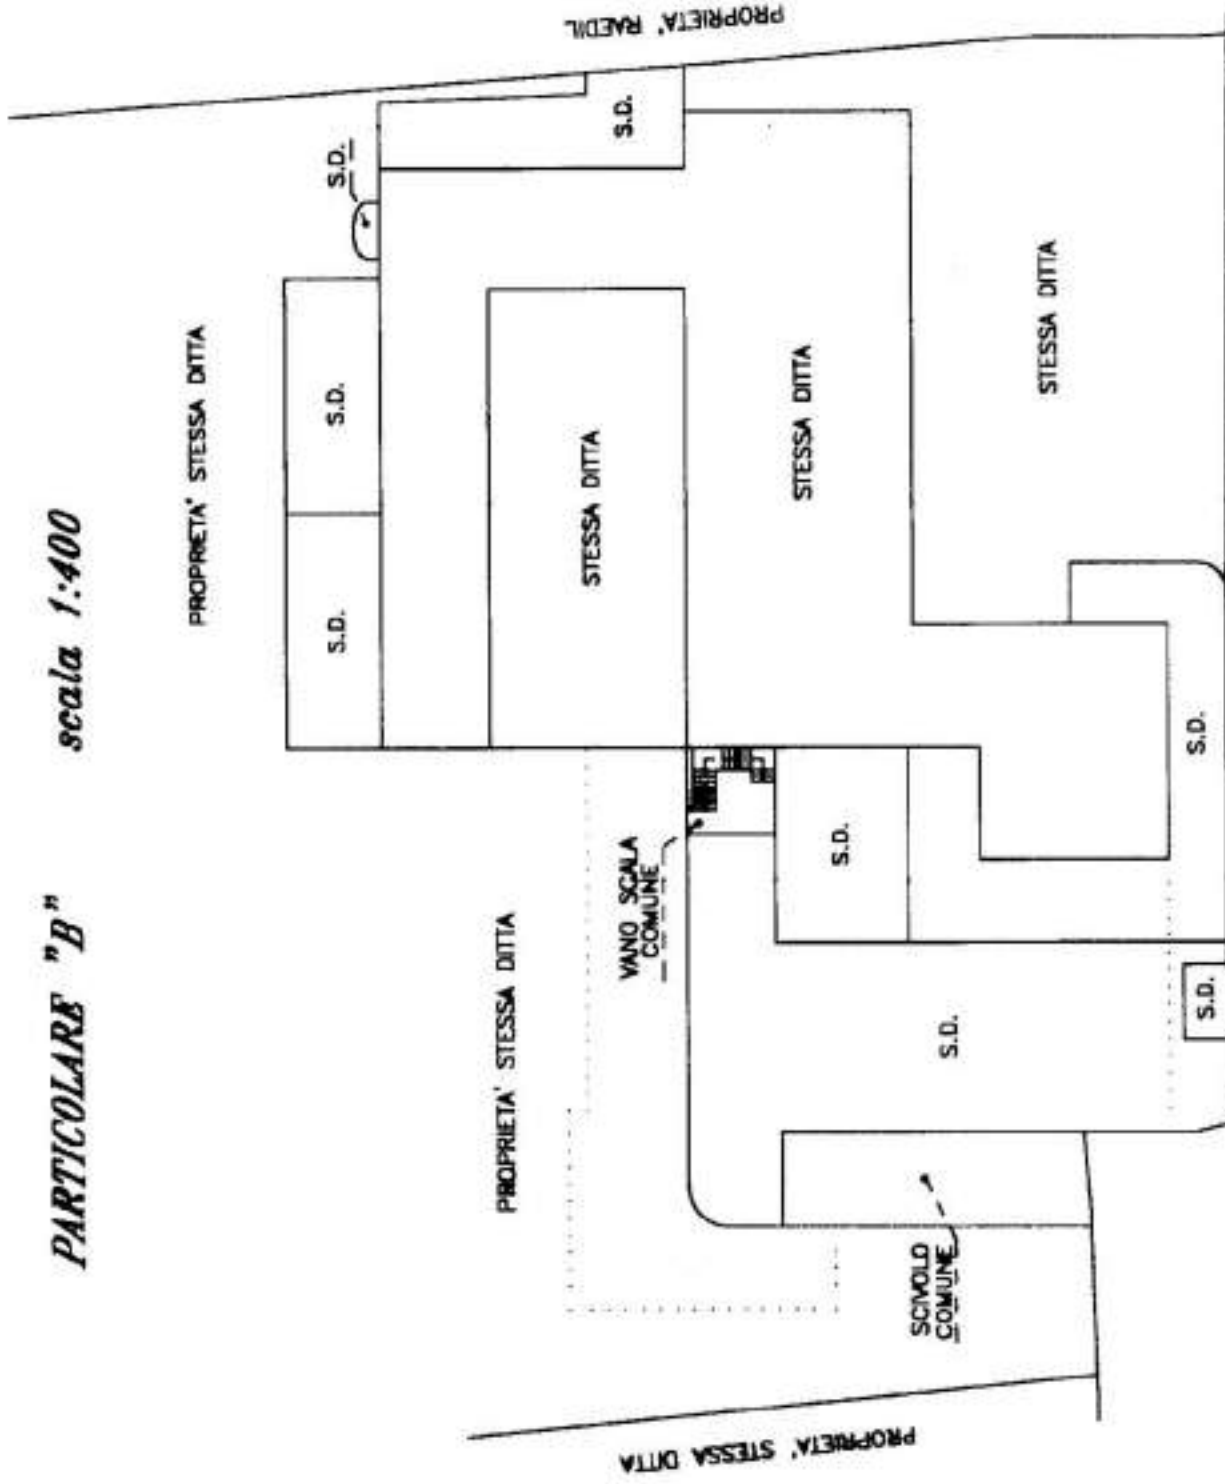 PARTICOLARE "B"
scala 1:400
PROPRIETA' RAEDIL
S.D.
S.D.
PROPRIETA' STESSA DITTA
S.D.
S.D.
STESSA DITTA
STESSA DITTA
STESSA DITTA
VANO SCALA
COMUNE
S.D.
S.D.
PROPRIETA' STESSA DITTA
S.D.
S.D.
SCIVOLO
COMUNE
PROPRIETA' STESSA DITTA